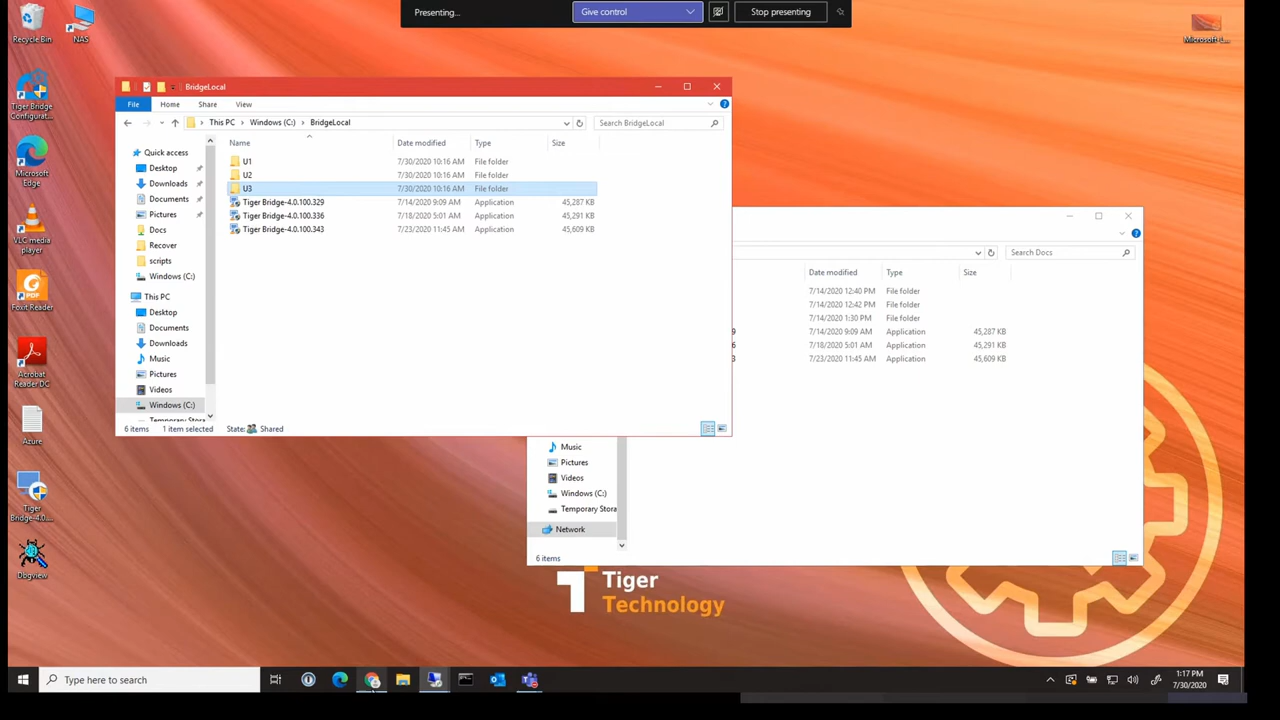 Presenting...
Give control
Stop presenting
Recycle Bin
NAS
Microsoft-L...
Tiger Bridge
Configurat...
Microsoft
Edge
VLC media
player
Foxit Reader
Acrobat
Reader DC
Azure
Tiger
Bridge-4.0....
Dbgview
BridgeLocal
File
Home
Share
View
This PC
Windows (C:)
BridgeLocal
Search BridgeLocal
Name
Date modified
Type
Size
Quick access
Desktop
Downloads
Documents
Pictures
Docs
Recover
scripts
Windows (C:)
This PC
Desktop
Documents
Downloads
Music
Pictures
Videos
Windows (C:)
Temporary Stora
U1 7/30/2020 10:16 AM File folder
U2 7/30/2020 10:16 AM File folder
U3 7/30/2020 10:16 AM File folder
Tiger Bridge-4.0.100.329 7/14/2020 9:09 AM Application 45,287 KB
Tiger Bridge-4.0.100.336 7/18/2020 5:01 AM Application 45,291 KB
Tiger Bridge-4.0.100.343 7/23/2020 11:45 AM Application 45,609 KB
6 items 1 item selected State: Shared
Search Docs
Date modified Type Size
7/14/2020 12:40 PM File folder
7/14/2020 12:42 PM File folder
7/14/2020 1:30 PM File folder
9 7/14/2020 9:09 AM Application 45,287 KB
6 7/18/2020 5:01 AM Application 45,291 KB
3 7/23/2020 11:45 AM Application 45,609 KB
Music
Pictures
Videos
Windows (C:)
Temporary Stora
Network
6 items
Tiger
Technology
Type here to search
1:17 PM
7/30/2020